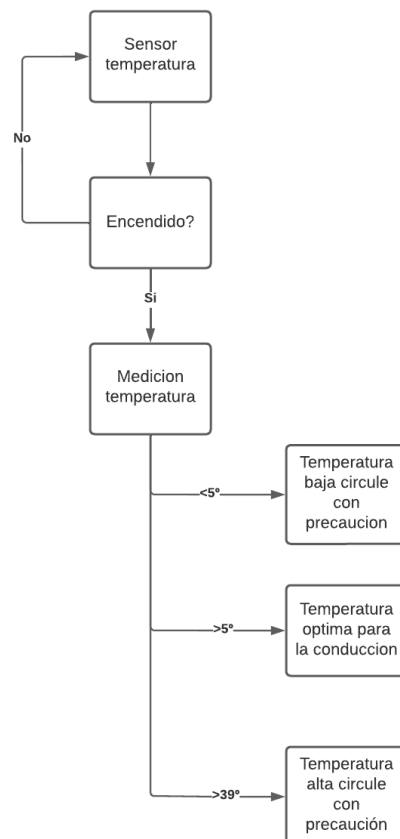 Sensor
temperatura
No
Encendido?
Si
Medicion
temperatura
<5º
Temperatura
baja circule
con
precaucion
>5º
Temperatura
optima para
la conduccion
>39º
Temperatura
alta circule
con
precaución